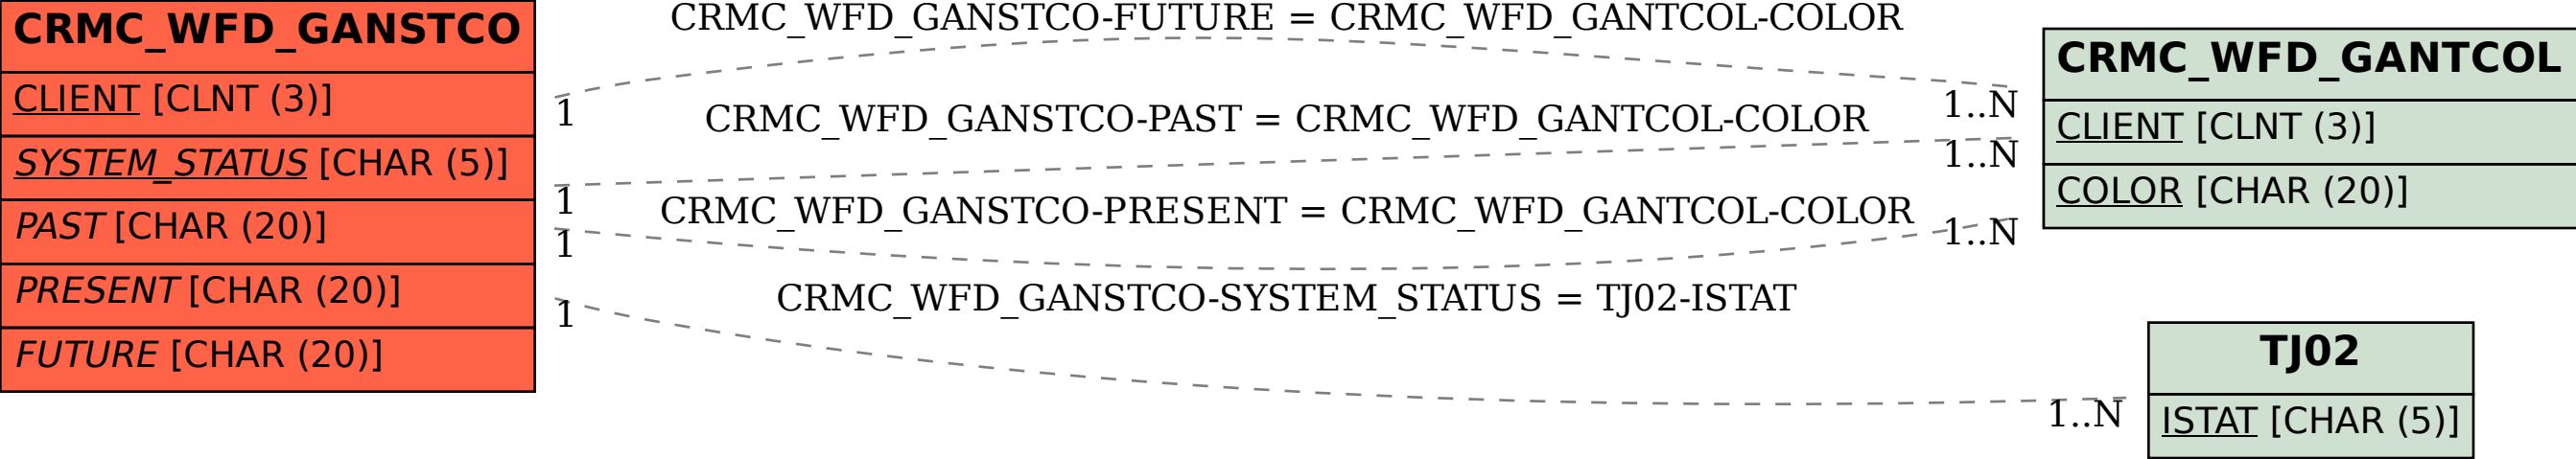 CRMC_WFD_GANSTCO
CLIENT [CLNT (3)]
SYSTEM_STATUS [CHAR (5)]
PAST [CHAR (20)]
PRESENT [CHAR (20)]
FUTURE [CHAR (20)]
CRMC_WFD_GANSTCO-FUTURE = CRMC_WFD_GANTCOL-COLOR
1
1..N
CRMC_WFD_GANSTCO-PAST = CRMC_WFD_GANTCOL-COLOR
1
1..N
CRMC_WFD_GANSTCO-PRESENT = CRMC_WFD_GANTCOL-COLOR
1
1..N
CRMC_WFD_GANSTCO-SYSTEM_STATUS = TJ02-ISTAT
1
1..N
CRMC_WFD_GANTCOL
CLIENT [CLNT (3)]
COLOR [CHAR (20)]
TJ02
ISTAT [CHAR (5)]